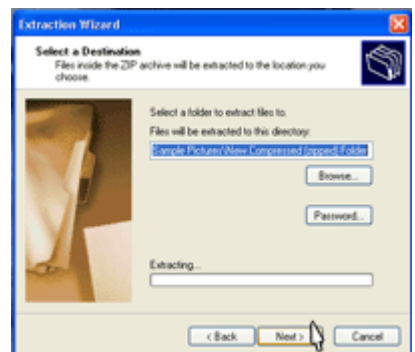 Extraction Wizard
Select a Destination
Files inside the ZIP archive will be extracted to the location you
choose.
Select a folder to extract files to.
Files will be extracted to this directory:
Sample Pictures\New Compressed (zipped) Folder
Browse...
Password...
Extracting...
< Back
Next >
Cancel